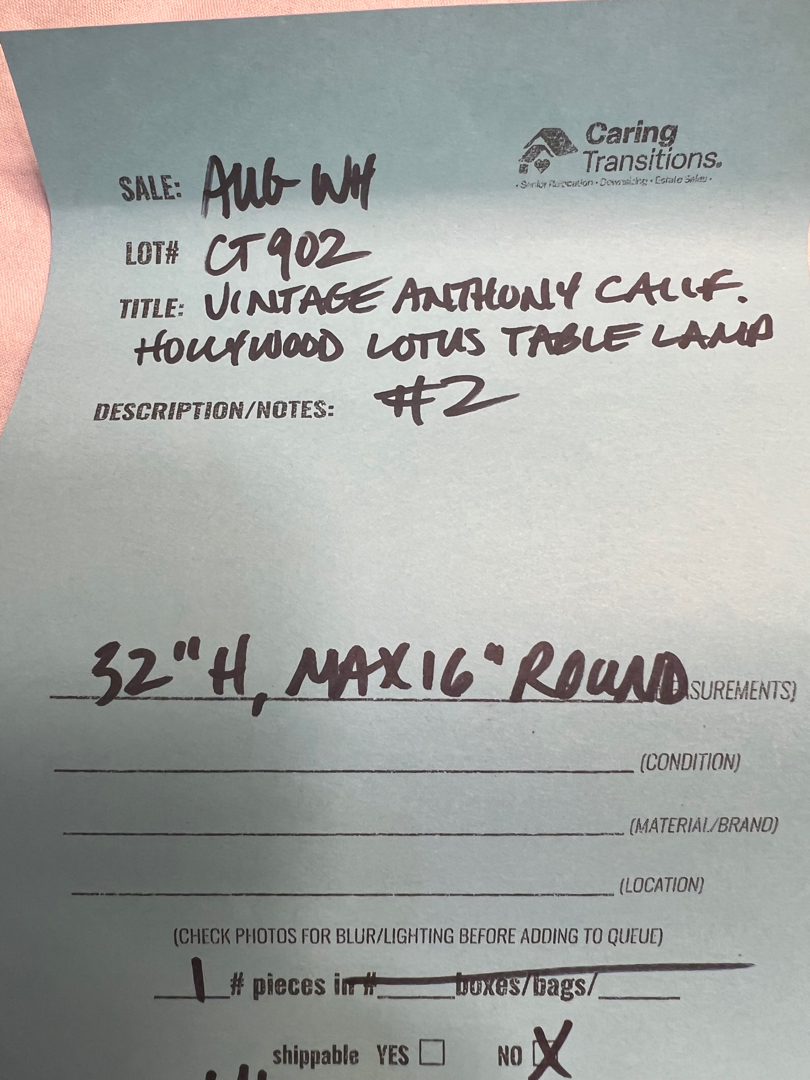 Caring
Transitions.
• Senior Relocation • Downsizing • Estate Sales •
SALE: AUG WH
LOT# CT902
TITLE: VINTAGE ANTHONY CALIF.
HOLLYWOOD LOTUS TABLE LAMP
DESCRIPTION/NOTES: #2
32"H, MAX 16" ROUND ASUREMENTS)
(CONDITION)
(MATERIAL/BRAND)
(LOCATION)
(CHECK PHOTOS FOR BLUR/LIGHTING BEFORE ADDING TO QUEUE)
1 # pieces in # boxes/bags/
shippable YES ☐ NO ☒